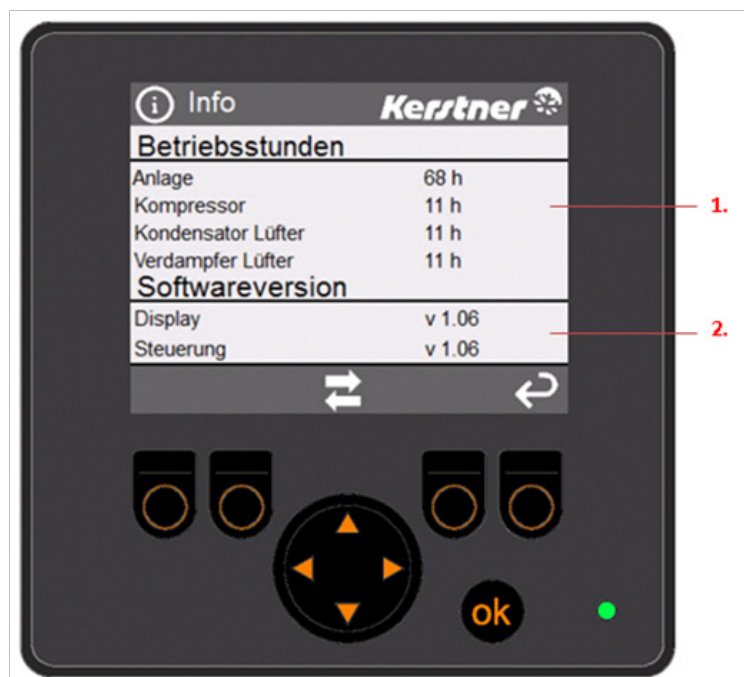 Info Kerstner
Betriebsstunden
Anlage 68 h
Kompressor 11 h
1.
Kondensator Lüfter 11 h
Verdampfer Lüfter 11 h
Softwareversion
Display v 1.06
2.
Steuerung v 1.06
ok